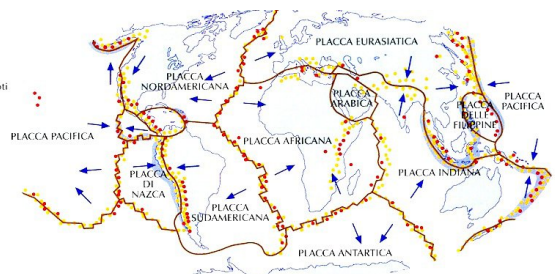 PLACCA EURASIATICA
PLACCA
NORDAMERICANA
oti
PLACCA
ARABICA
PLACCA
DELLE
FILIPPINE
PLACCA
PACIFICA
PLACCA PACIFICA
PLACCA AFRICANA
PLACCA
DI
NAZCA
PLACCA INDIANA
PLACCA
SUDAMERICANA
PLACCA ANTARTICA